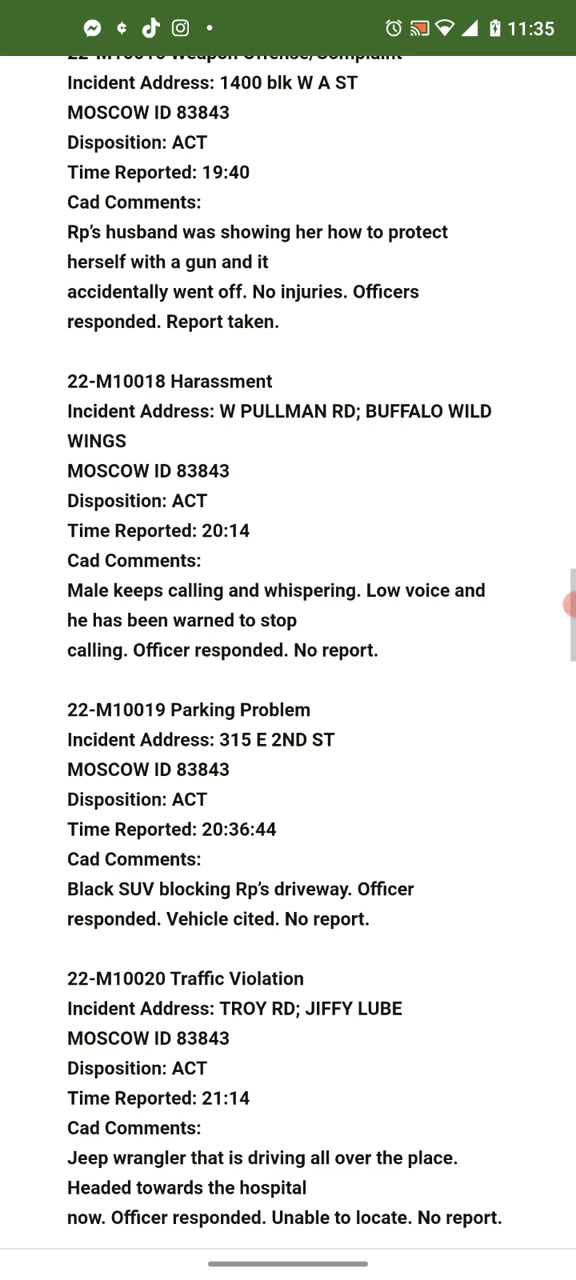 11:35
22-M10016 Weapon Offense/Complaint
Incident Address: 1400 blk W A ST
MOSCOW ID 83843
Disposition: ACT
Time Reported: 19:40
Cad Comments:
Rp's husband was showing her how to protect
herself with a gun and it
accidentally went off. No injuries. Officers
responded. Report taken.
22-M10018 Harassment
Incident Address: W PULLMAN RD; BUFFALO WILD
WINGS
MOSCOW ID 83843
Disposition: ACT
Time Reported: 20:14
Cad Comments:
Male keeps calling and whispering. Low voice and
he has been warned to stop
calling. Officer responded. No report.
22-M10019 Parking Problem
Incident Address: 315 E 2ND ST
MOSCOW ID 83843
Disposition: ACT
Time Reported: 20:36:44
Cad Comments:
Black SUV blocking Rp's driveway. Officer
responded. Vehicle cited. No report.
22-M10020 Traffic Violation
Incident Address: TROY RD; JIFFY LUBE
MOSCOW ID 83843
Disposition: ACT
Time Reported: 21:14
Cad Comments:
Jeep wrangler that is driving all over the place.
Headed towards the hospital
now. Officer responded. Unable to locate. No report.